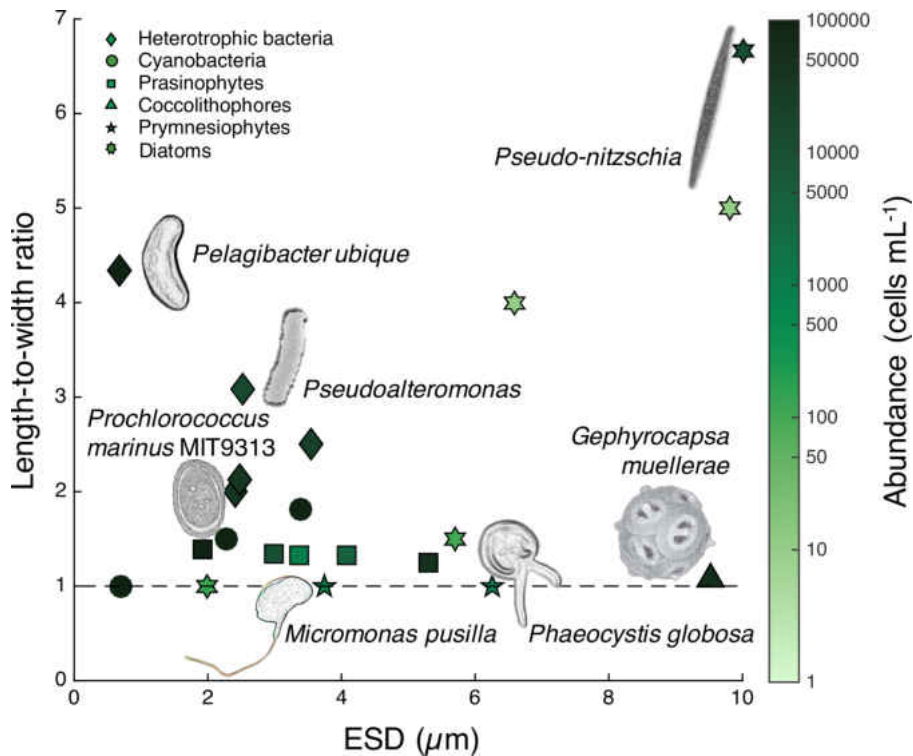 7
6
5
4
3
2
1
0
Length-to-width ratio
Heterotrophic bacteria
Cyanobacteria
Prasinophytes
Coccolithophores
Prymnesiophytes
Diatoms
Pseudo-nitzschia
Pelagibacter ubique
Pseudoalteromonas
Prochlorococcus
marinus MIT9313
Gephyrocapsa
muellerae
Micromonas pusilla
Phaeocystis globosa
0 2 4 6 8 10
ESD (μm)
100000
50000
10000
5000
1000
500
100
50
10
1
Abundance (cells mL⁻¹)